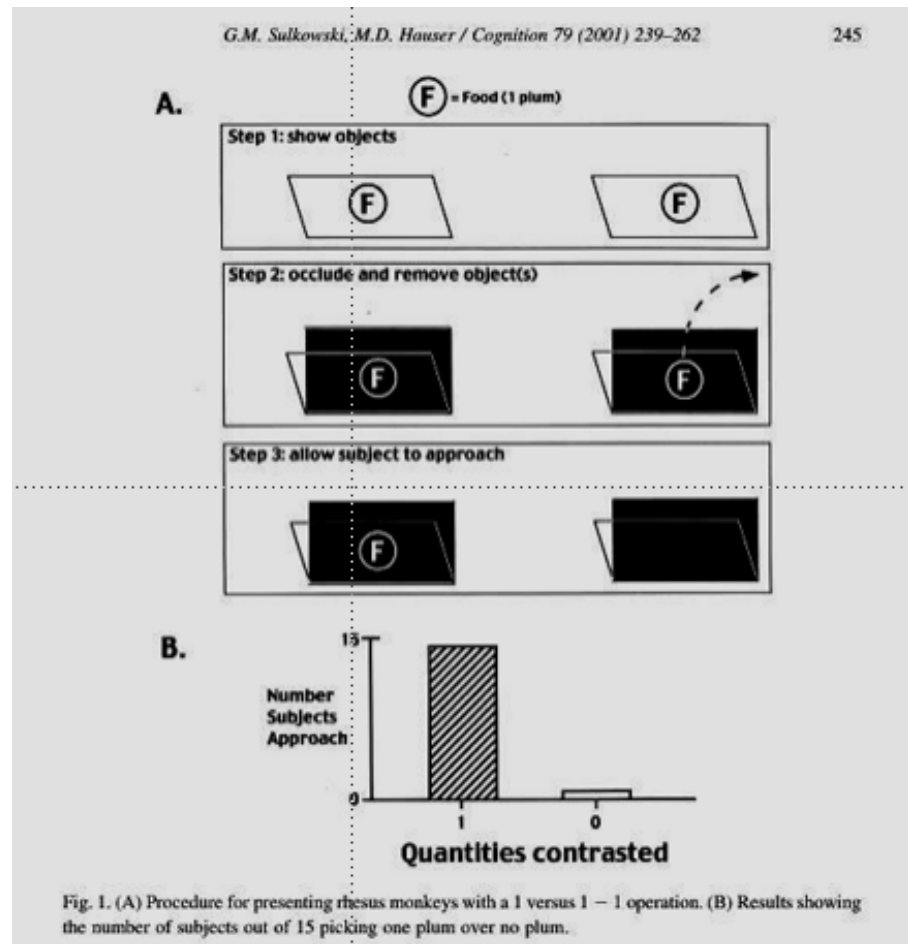 G.M. Sulkowski, M.D. Hauser / Cognition 79 (2001) 239–262 245
A.
F = Food (1 plum)
Step 1: show objects
F F
Step 2: occlude and remove object(s)
F F
Step 3: allow subject to approach
F
B.
15
Number
Subjects
Approach
0
1 0
Quantities contrasted
Fig. 1. (A) Procedure for presenting rhesus monkeys with a 1 versus 1 − 1 operation. (B) Results showing
the number of subjects out of 15 picking one plum over no plum.